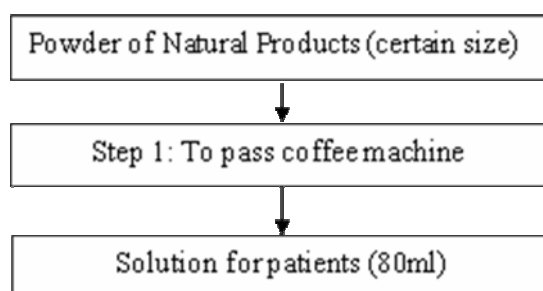 Powder of Natural Products (certain size)
Step 1: To pass coffee machine
Solution for patients (80ml)